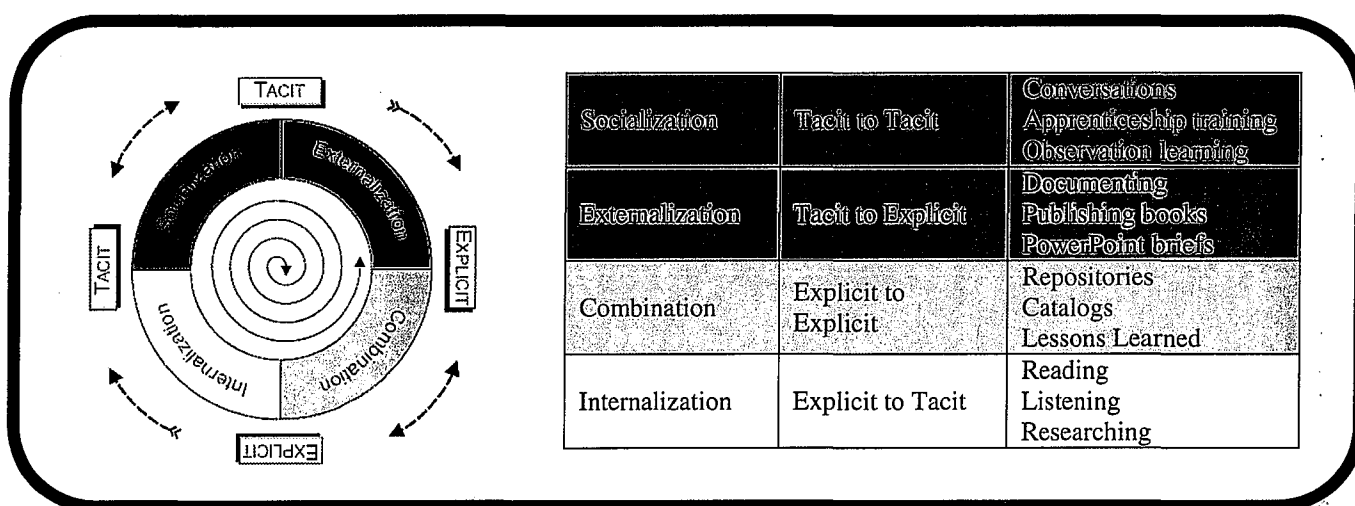 TACIT
Socialization
Externalization
TACIT
EXPLICIT
Internalization
Combination
EXPLICIT
Socialization
Tacit to Tacit
Conversations
Apprenticeship training
Observation learning
Externalization
Tacit to Explicit
Documenting
Publishing books
PowerPoint briefs
Combination
Explicit to
Explicit
Repositories
Catalogs
Lessons Learned
Internalization
Explicit to Tacit
Reading
Listening
Researching